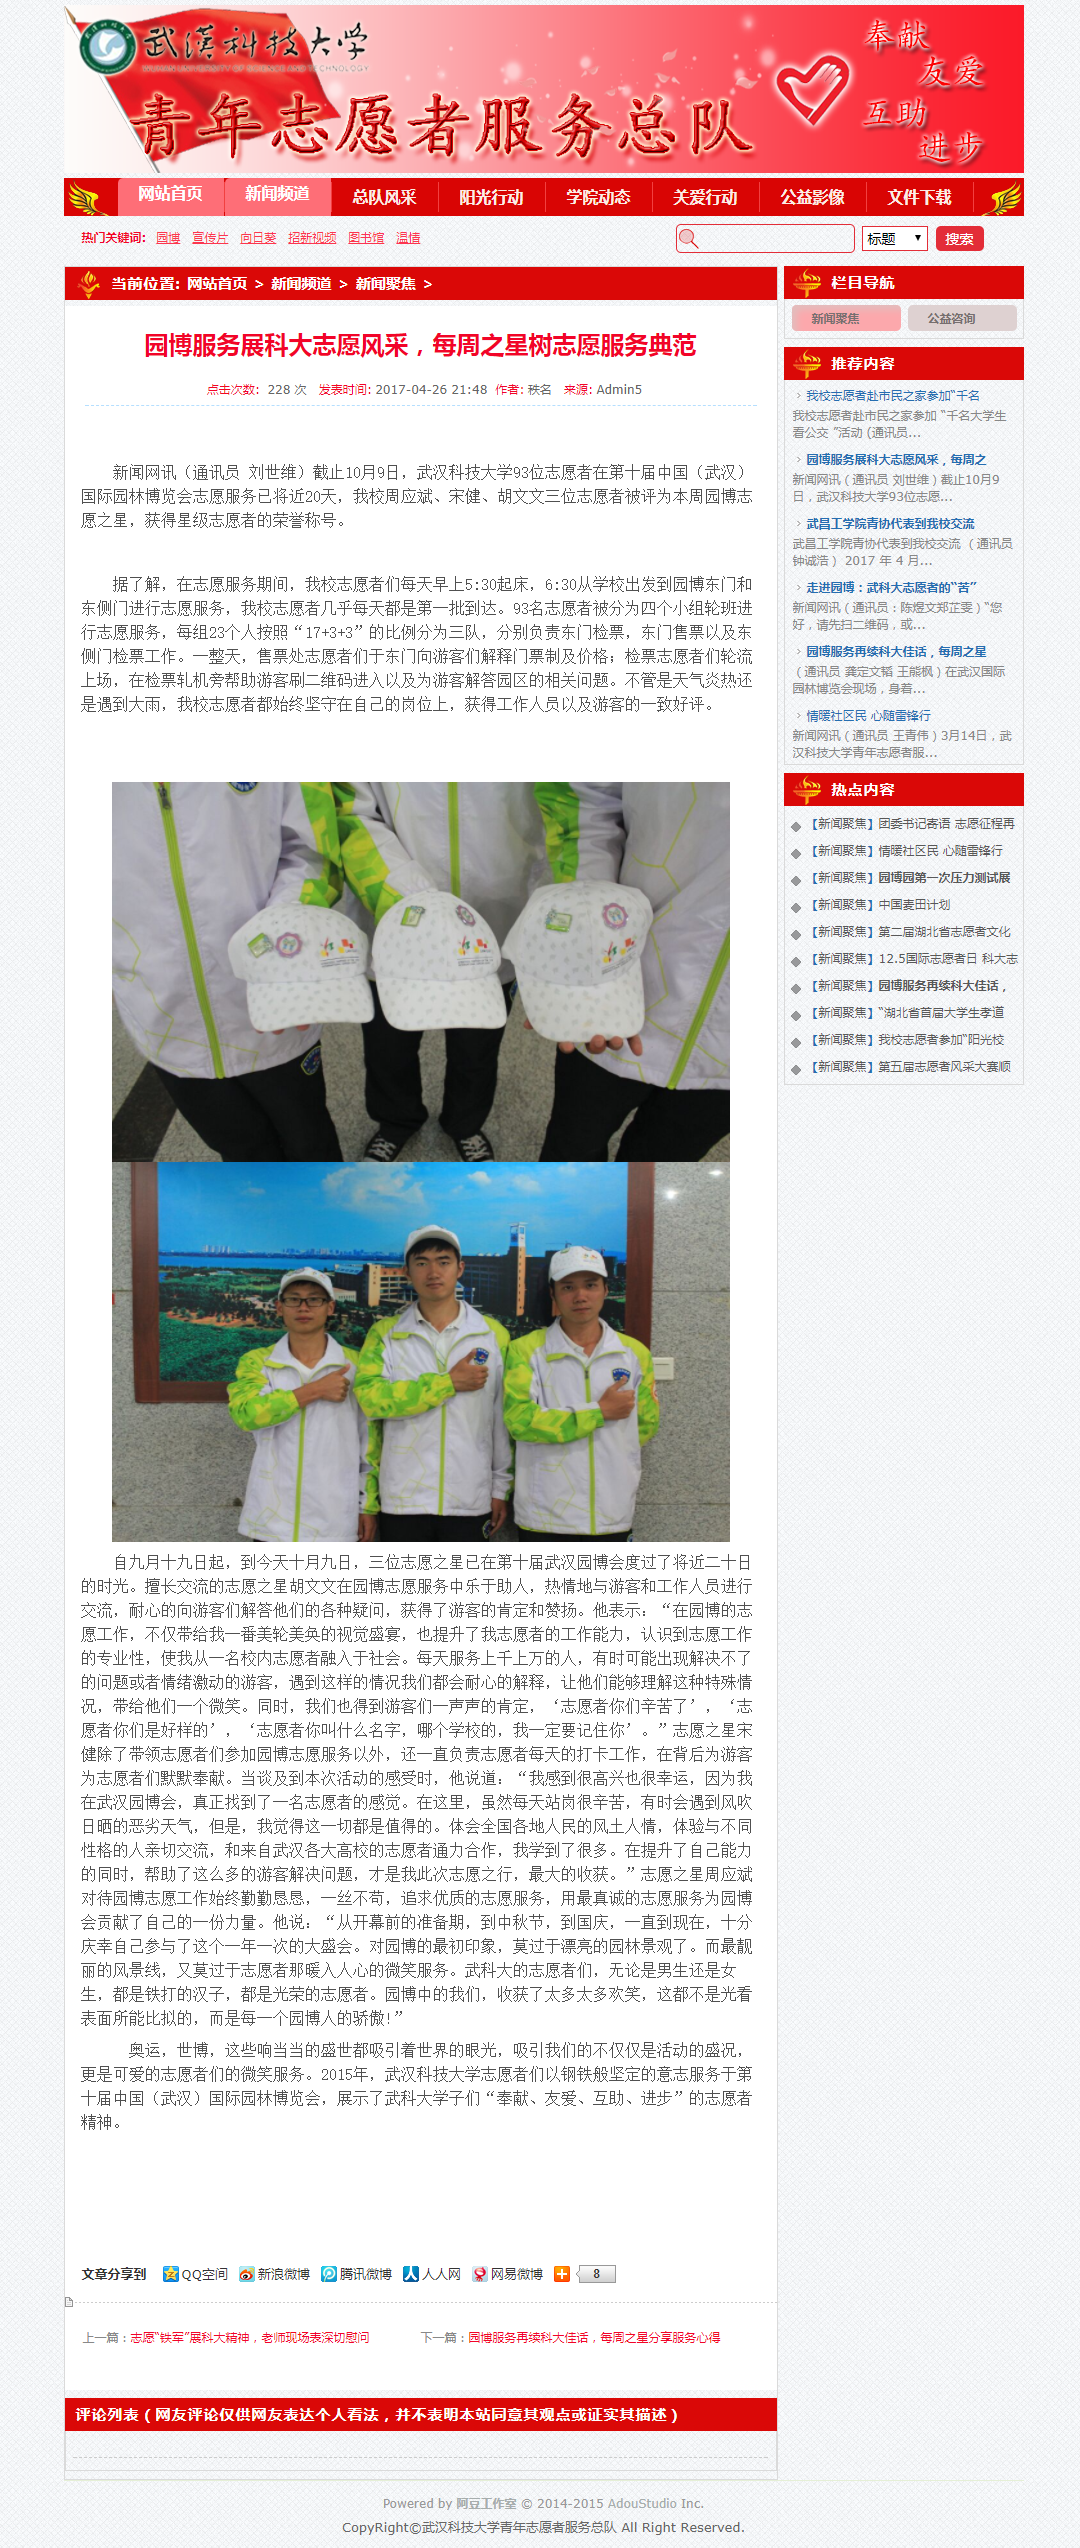 武汉科技大学
WUHAN UNIVERSITY OF SCIENCE AND TECHNOLOGY
青年志愿者服务总队
奉献
友爱
互助
进步
网站首页 新闻频道 总队风采 阳光行动 学院动态 关爱行动 公益影像 文件下载
热门关键词： 园博 宣传片 向日葵 招新视频 图书馆 温情
标题 搜索
当前位置: 网站首页 > 新闻频道 > 新闻聚焦 >
园博服务展科大志愿风采，每周之星树志愿服务典范
点击次数： 228 次 发表时间: 2017-04-26 21:48 作者: 秩名 来源: Admin5
新闻网讯（通讯员 刘世维）截止10月9日，武汉科技大学93位志愿者在第十届中国（武汉）
国际园林博览会志愿服务已将近20天，我校周应斌、宋健、胡文文三位志愿者被评为本周园博志
愿之星，获得星级志愿者的荣誉称号。
据了解，在志愿服务期间，我校志愿者们每天早上5:30起床，6:30从学校出发到园博东门和
东侧门进行志愿服务，我校志愿者几乎每天都是第一批到达。93名志愿者被分为四个小组轮班进
行志愿服务，每组23个人按照“17+3+3”的比例分为三队，分别负责东门检票，东门售票以及东
侧门检票工作。一整天，售票处志愿者们于东门向游客们解释门票制及价格；检票志愿者们轮流
上场，在检票轧机旁帮助游客刷二维码进入以及为游客解答园区的相关问题。不管是天气炎热还
是遇到大雨，我校志愿者都始终坚守在自己的岗位上，获得工作人员以及游客的一致好评。
自九月十九日起，到今天十月九日，三位志愿之星已在第十届武汉园博会度过了将近二十日
的时光。擅长交流的志愿之星胡文文在园博志愿服务中乐于助人，热情地与游客和工作人员进行
交流，耐心的向游客们解答他们的各种疑问，获得了游客的肯定和赞扬。他表示：“在园博的志
愿工作，不仅带给我一番美轮美奂的视觉盛宴，也提升了我志愿者的工作能力，认识到志愿工作
的专业性，使我从一名校内志愿者融入于社会。每天服务上千上万的人，有时可能出现解决不了
的问题或者情绪激动的游客，遇到这样的情况我们都会耐心的解释，让他们能够理解这种特殊情
况，带给他们一个微笑。同时，我们也得到游客们一声声的肯定，‘志愿者你们辛苦了’，‘志
愿者你们是好样的’，‘志愿者你叫什么名字，哪个学校的，我一定要记住你’。”志愿之星宋
健除了带领志愿者们参加园博志愿服务以外，还一直负责志愿者每天的打卡工作，在背后为游客
为志愿者们默默奉献。当谈及到本次活动的感受时，他说道：“我感到很高兴也很幸运，因为我
在武汉园博会，真正找到了一名志愿者的感觉。在这里，虽然每天站岗很辛苦，有时会遇到风吹
日晒的恶劣天气，但是，我觉得这一切都是值得的。体会全国各地人民的风土人情，体验与不同
性格的人亲切交流，和来自武汉各大高校的志愿者通力合作，我学到了很多。在提升了自己能力
的同时，帮助了这么多的游客解决问题，才是我此次志愿之行，最大的收获。”志愿之星周应斌
对待园博志愿工作始终勤勤恳恳，一丝不苟，追求优质的志愿服务，用最真诚的志愿服务为园博
会贡献了自己的一份力量。他说：“从开幕前的准备期，到中秋节，到国庆，一直到现在，十分
庆幸自己参与了这个一年一次的大盛会。对园博的最初印象，莫过于漂亮的园林景观了。而最靓
丽的风景线，又莫过于志愿者那暖入人心的微笑服务。武科大的志愿者们，无论是男生还是女
生，都是铁打的汉子，都是光荣的志愿者。园博中的我们，收获了太多太多欢笑，这都不是光看
表面所能比拟的，而是每一个园博人的骄傲!”
奥运，世博，这些响当当的盛世都吸引着世界的眼光，吸引我们的不仅仅是活动的盛况，
更是可爱的志愿者们的微笑服务。2015年，武汉科技大学志愿者们以钢铁般坚定的意志服务于第
十届中国（武汉）国际园林博览会，展示了武科大学子们“奉献、友爱、互助、进步”的志愿者
精神。
文章分享到 QQ空间 新浪微博 腾讯微博 人人网 网易微博 8
上一篇：志愿“铁军”展科大精神，老师现场表深切慰问 下一篇：园博服务再续科大佳话，每周之星分享服务心得
评论列表（网友评论仅供网友表达个人看法，并不表明本站同意其观点或证实其描述）
栏目导航
新闻聚焦 公益咨询
推荐内容
我校志愿者赴市民之家参加“千名
我校志愿者赴市民之家参加 “千名大学生
看公交 ”活动 (通讯员...
园博服务展科大志愿风采，每周之
新闻网讯（通讯员 刘世维）截止10月9
日，武汉科技大学93位志愿...
武昌工学院青协代表到我校交流
武昌工学院青协代表到我校交流 （通讯员
钟诚浩） 2017 年 4 月...
走进园博：武科大志愿者的“苦”
新闻网讯（通讯员：陈煜文郑芷雯）“您
好，请先扫二维码，或...
园博服务再续科大佳话，每周之星
（通讯员 龚定文韬 王能枫）在武汉国际
园林博览会现场，身着...
情暖社区民 心随雷锋行
新闻网讯（通讯员 王青伟）3月14日，武
汉科技大学青年志愿者服...
热点内容
【新闻聚焦】团委书记寄语 志愿征程再
【新闻聚焦】情暖社区民 心随雷锋行
【新闻聚焦】园博园第一次压力测试展
【新闻聚焦】中国麦田计划
【新闻聚焦】第二届湖北省志愿者文化
【新闻聚焦】12.5国际志愿者日 科大志
【新闻聚焦】园博服务再续科大佳话，
【新闻聚焦】“湖北省首届大学生孝道
【新闻聚焦】我校志愿者参加“阳光校
【新闻聚焦】第五届志愿者风采大赛顺
Powered by 阿豆工作室 © 2014-2015 AdouStudio Inc.
CopyRight©武汉科技大学青年志愿者服务总队 All Right Reserved.